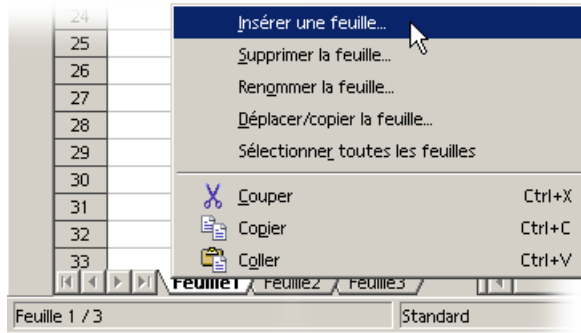 24
Insérer une feuille...
25
Supprimer la feuille...
26
Renommer la feuille...
27
28
Déplacer/copier la feuille...
29
Sélectionner toutes les feuilles
30
Couper Ctrl+X
31
32
Copier Ctrl+C
33
Coller Ctrl+V
Feuille1 Feuille2 Feuille3
Feuille 1 / 3 Standard